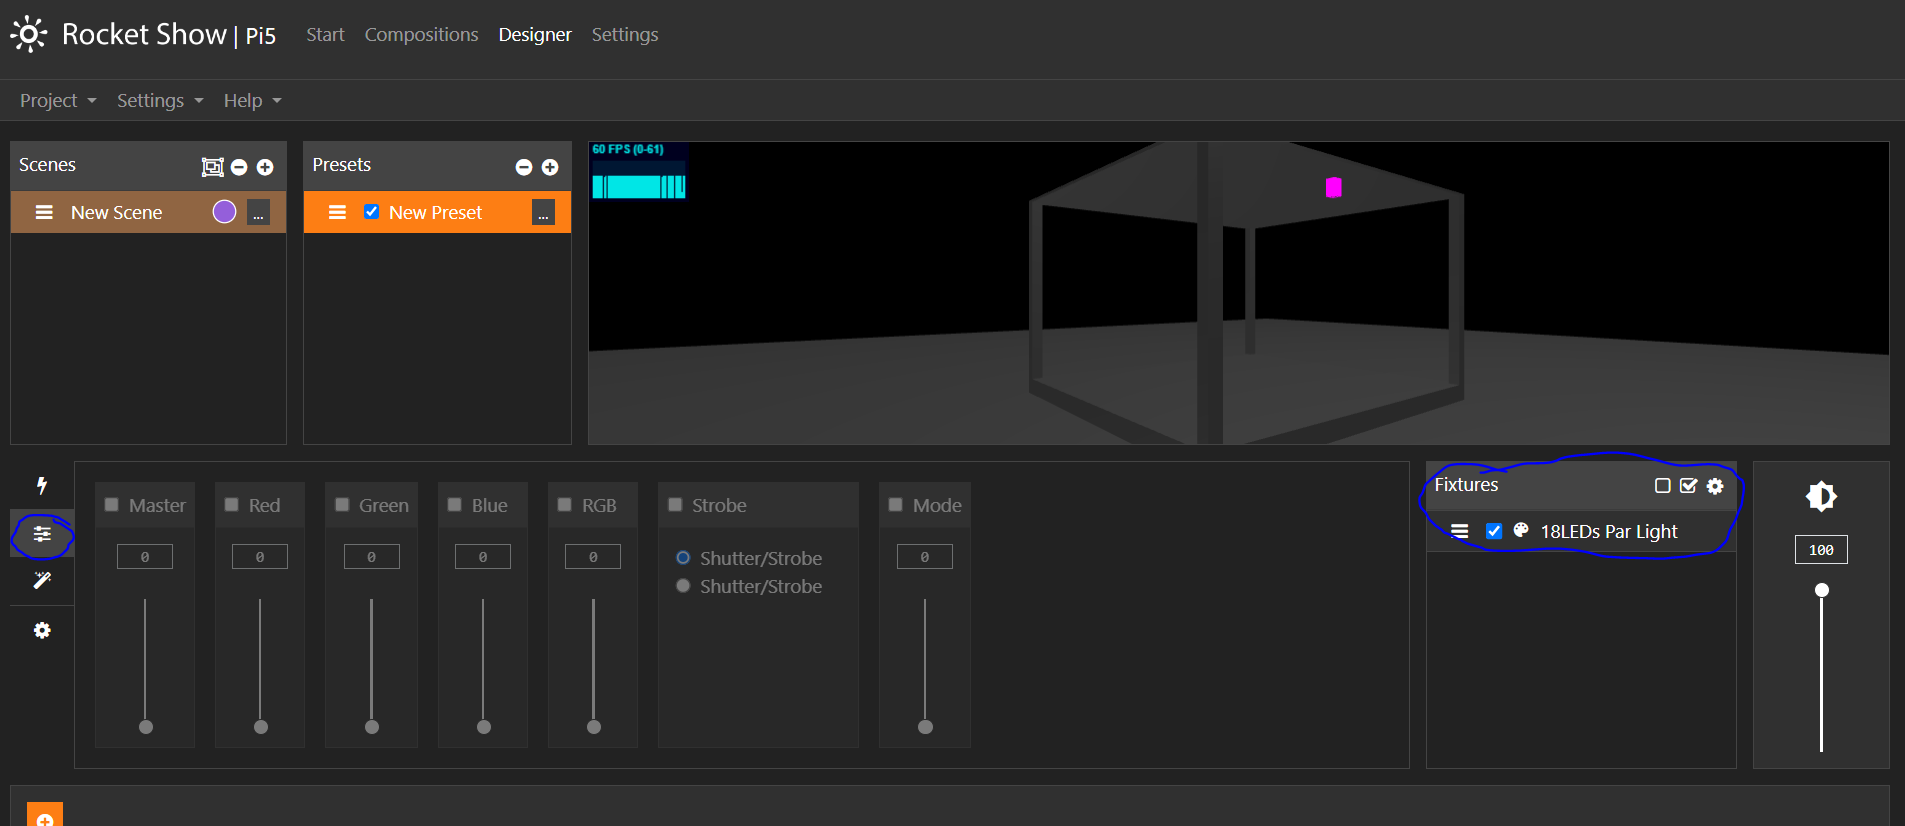 Rocket Show | Pi5 Start Compositions Designer Settings
Project Settings Help
Scenes
New Scene ...
Presets
New Preset ...
60 FPS (0-61)
Master Red Green Blue RGB Strobe Mode
0 0 0 0 0 0
Shutter/Strobe
Shutter/Strobe
Fixtures
18LEDs Par Light
100